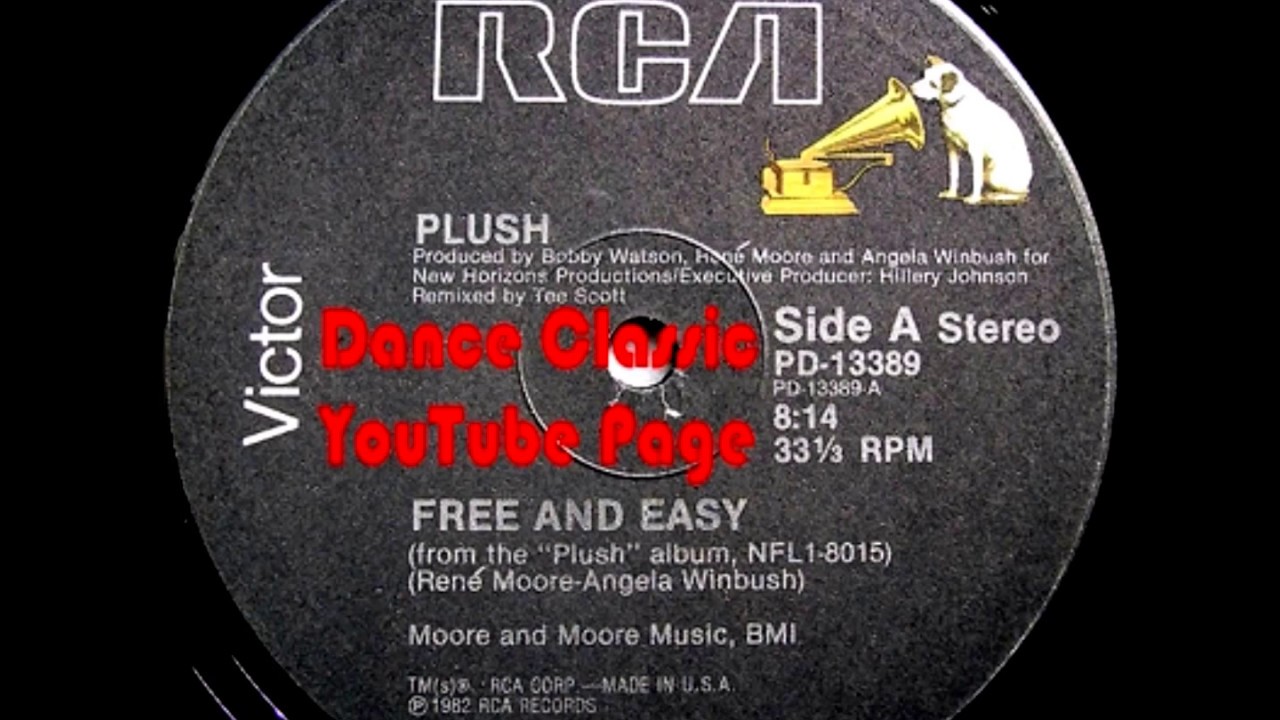 RCA
PLUSH
Produced by Bobby Watson, René Moore and Angela Winbush for
New Horizons Productions/Executive Producer: Hillery Johnson
Remixed by Tee Scott
Victor
Dance Classic
YouTube Page
Side A Stereo
PD-13389
PD-13389-A
8:14
33⅓ RPM
FREE AND EASY
(from the "Plush" album, NFL1-8015)
(René Moore-Angela Winbush)
Moore and Moore Music, BMI
TM(s)® · RCA CORP.—MADE IN U.S.A.
℗ 1982 RCA RECORDS